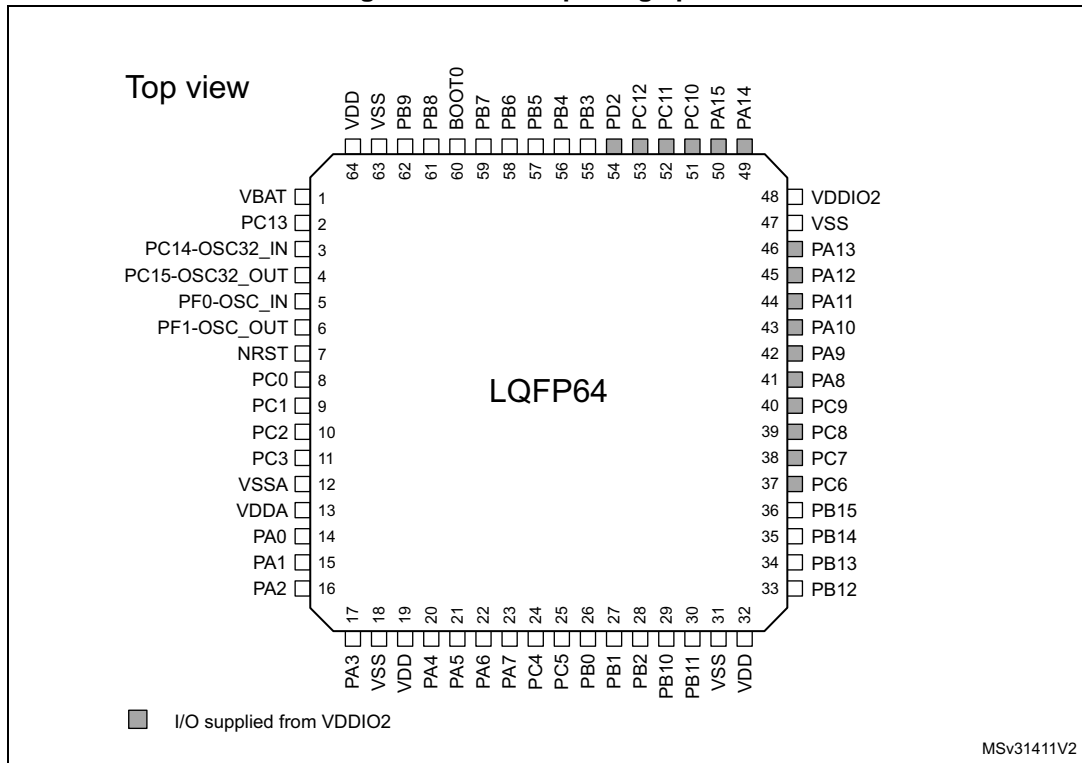 Top view
VDD
VSS
PB9
PB8
BOOT0
PB7
PB6
PB5
PB4
PB3
PD2
PC12
PC11
PC10
PA15
PA14
64 63 62 61 60 59 58 57 56 55 54 53 52 51 50 49
VBAT 1
PC13 2
PC14-OSC32_IN 3
PC15-OSC32_OUT 4
PF0-OSC_IN 5
PF1-OSC_OUT 6
NRST 7
PC0 8
PC1 9
PC2 10
PC3 11
VSSA 12
VDDA 13
PA0 14
PA1 15
PA2 16
LQFP64
48 VDDIO2
47 VSS
46 PA13
45 PA12
44 PA11
43 PA10
42 PA9
41 PA8
40 PC9
39 PC8
38 PC7
37 PC6
36 PB15
35 PB14
34 PB13
33 PB12
17 18 19 20 21 22 23 24 25 26 27 28 29 30 31 32
PA3
VSS
VDD
PA4
PA5
PA6
PA7
PC4
PC5
PB0
PB1
PB2
PB10
PB11
VSS
VDD
I/O supplied from VDDIO2
MSv31411V2